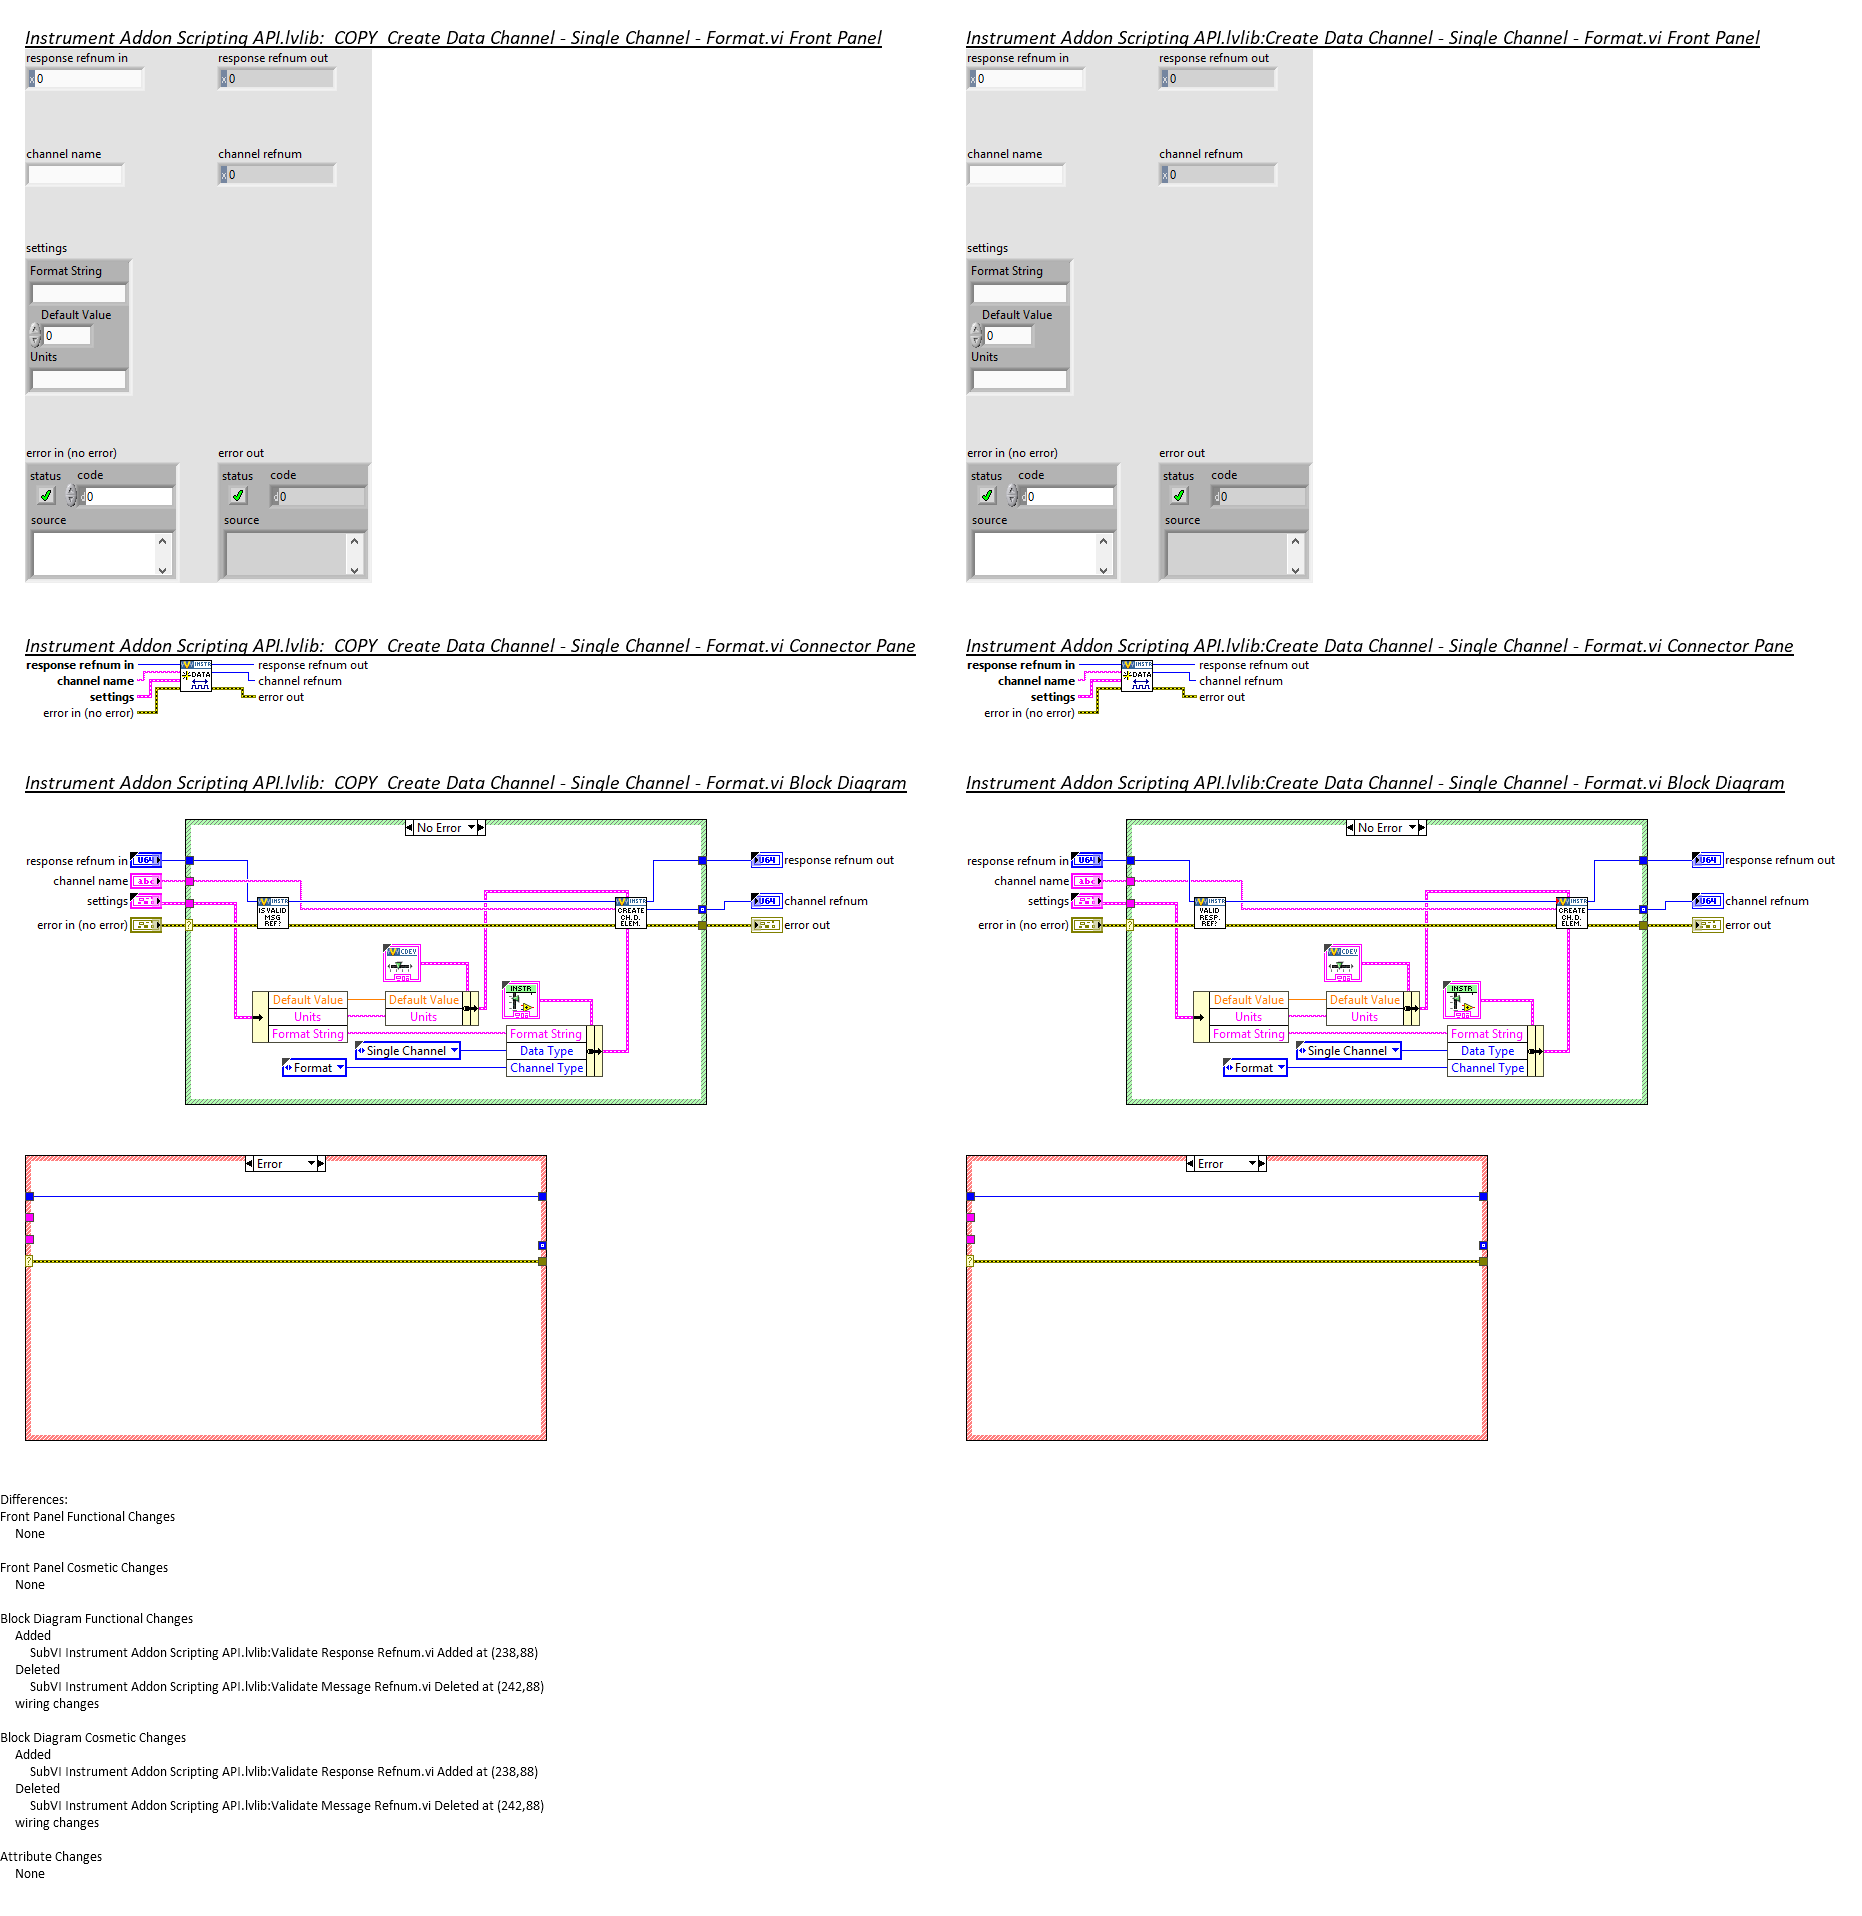 Instrument Addon Scripting API.lvlib:  COPY  Create Data Channel - Single Channel - Format.vi Front Panel
response refnum in
response refnum out
x 0
x 0
channel name
channel refnum
x 0
settings
Format String
Default Value
0
Units
error in (no error)
error out
status
code
status
code
d 0
d 0
source
source
Instrument Addon Scripting API.lvlib:Create Data Channel - Single Channel - Format.vi Front Panel
response refnum in
response refnum out
x 0
x 0
channel name
channel refnum
x 0
settings
Format String
Default Value
0
Units
error in (no error)
error out
status
code
status
code
d 0
d 0
source
source
Instrument Addon Scripting API.lvlib:  COPY  Create Data Channel - Single Channel - Format.vi Connector Pane
response refnum in
channel name
settings
error in (no error)
INSTR
DATA
response refnum out
channel refnum
error out
Instrument Addon Scripting API.lvlib:Create Data Channel - Single Channel - Format.vi Connector Pane
response refnum in
channel name
settings
error in (no error)
INSTR
DATA
response refnum out
channel refnum
error out
Instrument Addon Scripting API.lvlib:  COPY  Create Data Channel - Single Channel - Format.vi Block Diagram
No Error
response refnum in
U64
channel name
abc
settings
error in (no error)
?
INSTR
IS VALID
MSG
REF?
INSTR
CREATE
CH.D.
ELEM.
U64
response refnum out
U64
channel refnum
error out
CDEV
INSTR
Default Value
Units
Format String
Default Value
Units
Format String
Data Type
Channel Type
Single Channel
Format
Error
?
Instrument Addon Scripting API.lvlib:Create Data Channel - Single Channel - Format.vi Block Diagram
No Error
response refnum in
U64
channel name
abc
settings
error in (no error)
?
INSTR
VALID
RESP.
REF?
INSTR
CREATE
CH.D.
ELEM.
U64
response refnum out
U64
channel refnum
error out
CDEV
INSTR
Default Value
Units
Format String
Default Value
Units
Format String
Data Type
Channel Type
Single Channel
Format
Error
?
Differences:
Front Panel Functional Changes
None
Front Panel Cosmetic Changes
None
Block Diagram Functional Changes
Added
SubVI Instrument Addon Scripting API.lvlib:Validate Response Refnum.vi Added at (238,88)
Deleted
SubVI Instrument Addon Scripting API.lvlib:Validate Message Refnum.vi Deleted at (242,88)
wiring changes
Block Diagram Cosmetic Changes
Added
SubVI Instrument Addon Scripting API.lvlib:Validate Response Refnum.vi Added at (238,88)
Deleted
SubVI Instrument Addon Scripting API.lvlib:Validate Message Refnum.vi Deleted at (242,88)
wiring changes
Attribute Changes
None